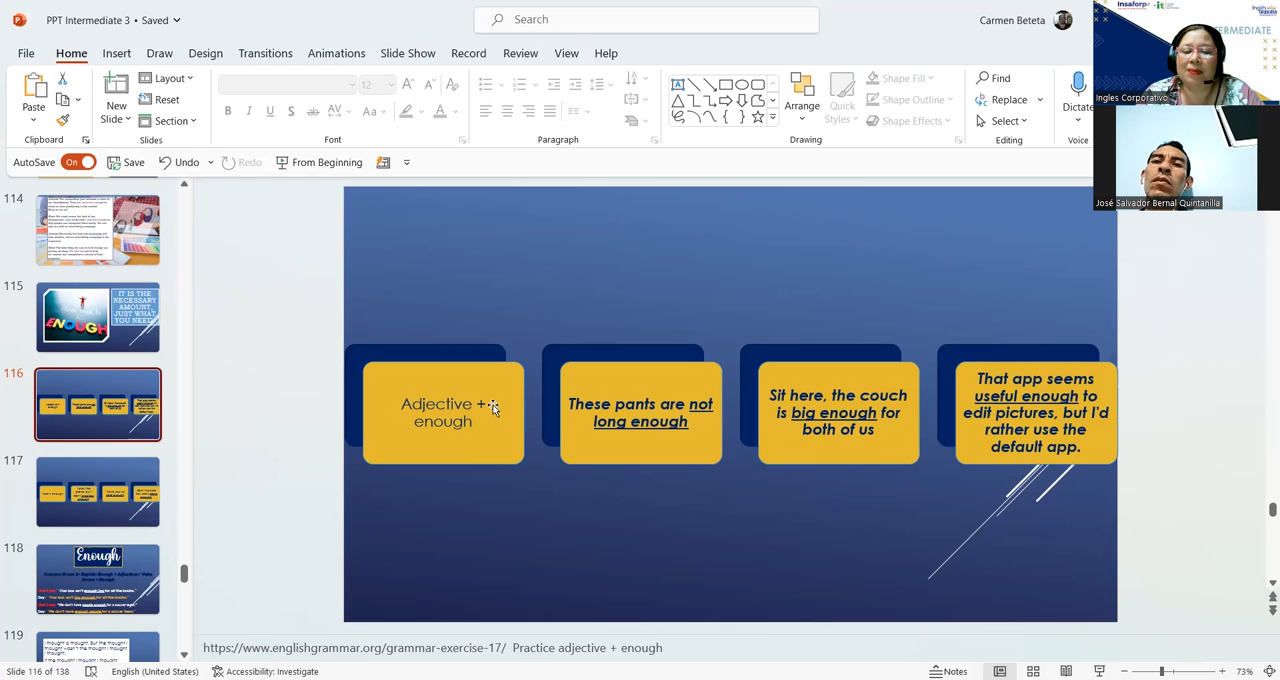 PPT Intermediate 3 • Saved
Search
Carmen Beteta
File Home Insert Draw Design Transitions Animations Slide Show Record Review View Help
Paste
Clipboard
New Slide
Layout
Reset
Section
Slides
12
Font
Paragraph
Arrange
Quick Styles
Shape Fill
Shape Outline
Shape Effects
Drawing
Find
Replace
Select
Editing
Dictate
Voice
AutoSave On Save Undo Redo From Beginning
Insaforp
INTERMEDIATE
Ingles Corporativo
José Salvador Bernal Quintanilla
114
115
IT IS THE
NECESSARY
AMOUNT,
JUST WHAT
YOU NEED
ENOUGH
116
117
118
Enough
119
Adjective +
enough
These pants are not
long enough
Sit here, the couch
is big enough for
both of us
That app seems
useful enough to
edit pictures, but I'd
rather use the
default app.
https://www.englishgrammar.org/grammar-exercise-17/ Practice adjective + enough
Slide 116 of 138 English (United States) Accessibility: Investigate Notes 73%